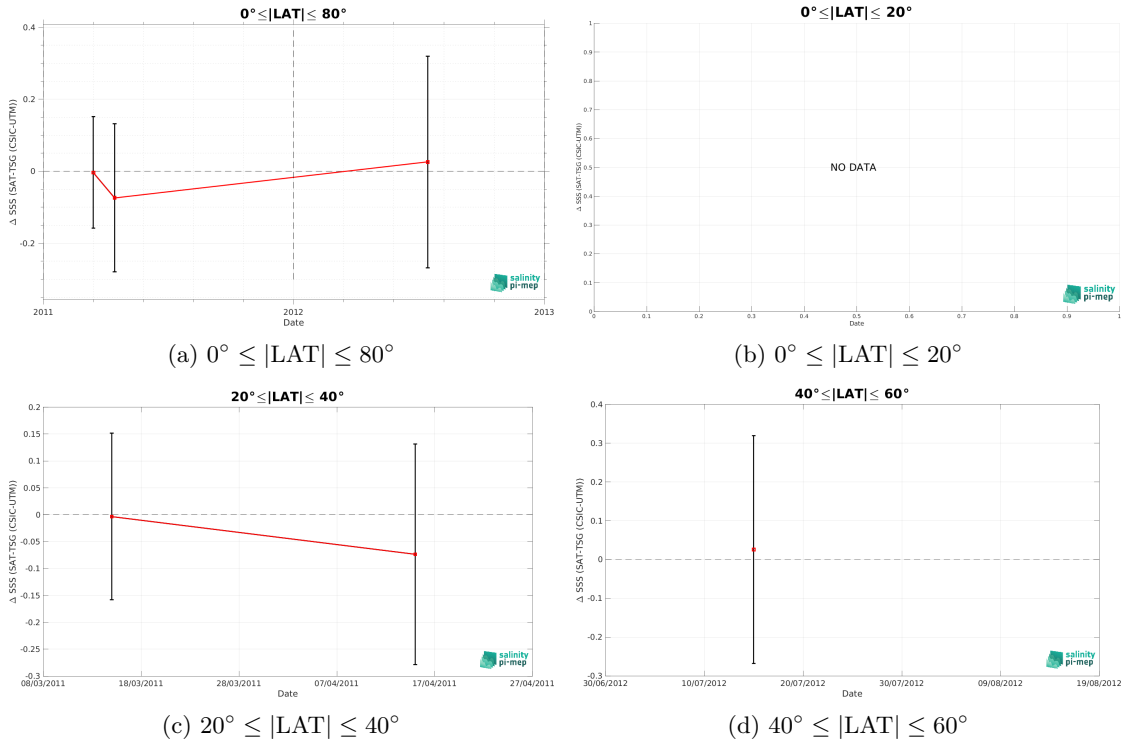 0°≤|LAT|≤ 80°
0.4
0.2
0
-0.2
Δ SSS (SAT-TSG (CSIC-UTM))
2011
2012
2013
Date
salinity
pi-mep
(a) 0° ≤ |LAT| ≤ 80°
0°≤|LAT|≤ 20°
1
0.9
0.8
0.7
0.6
0.5
0.4
0.3
0.2
0.1
0
Δ SSS (SAT-TSG (CSIC-UTM))
NO DATA
0
0.1
0.2
0.3
0.4
0.5
0.6
0.7
0.8
0.9
1
Date
salinity
pi-mep
(b) 0° ≤ |LAT| ≤ 20°
20°≤|LAT|≤ 40°
0.2
0.15
0.1
0.05
0
-0.05
-0.1
-0.15
-0.2
-0.25
-0.3
Δ SSS (SAT-TSG (CSIC-UTM))
08/03/2011
18/03/2011
28/03/2011
07/04/2011
17/04/2011
27/04/2011
Date
salinity
pi-mep
(c) 20° ≤ |LAT| ≤ 40°
40°≤|LAT|≤ 60°
0.4
0.3
0.2
0.1
0
-0.1
-0.2
-0.3
Δ SSS (SAT-TSG (CSIC-UTM))
30/06/2012
10/07/2012
20/07/2012
30/07/2012
09/08/2012
19/08/2012
Date
salinity
pi-mep
(d) 40° ≤ |LAT| ≤ 60°